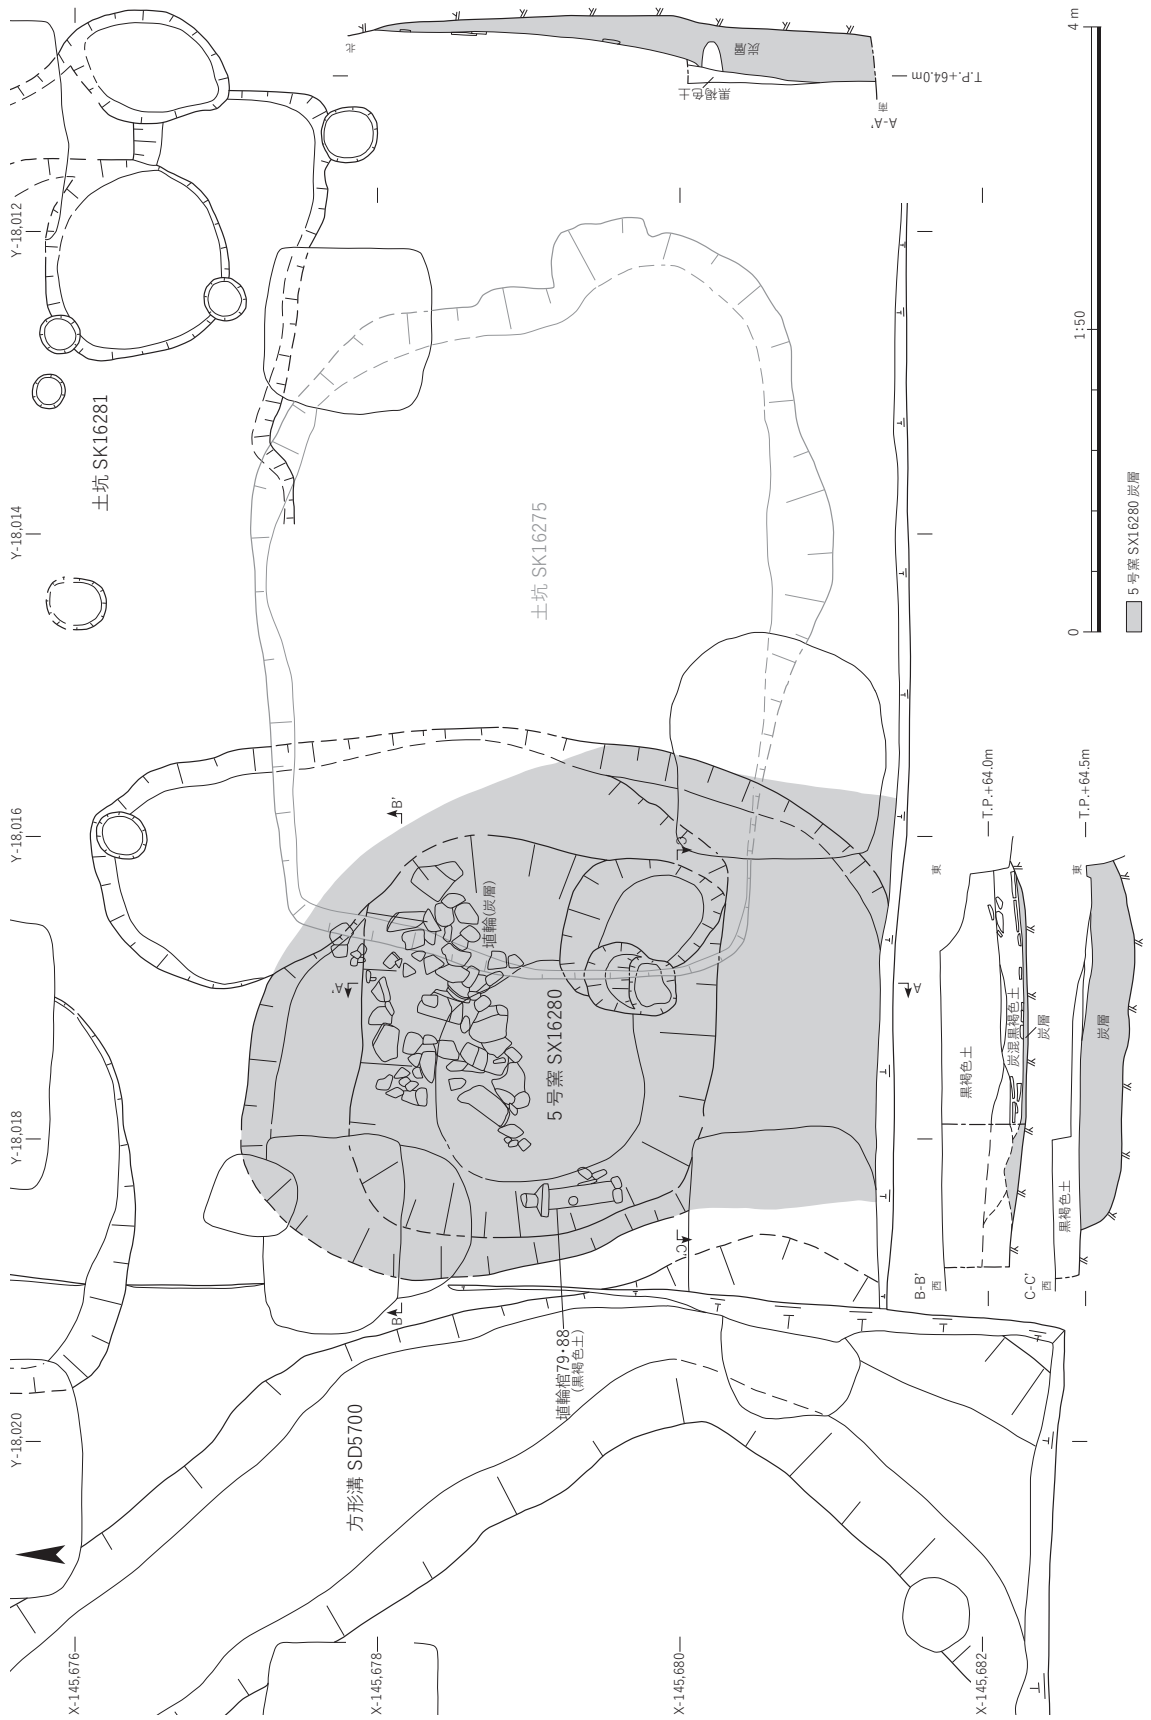 Y-18,012
Y-18,014
Y-18,016
Y-18,018
Y-18,020
X-145,676
X-145,678
X-145,680
X-145,682
土坑 SK16281
土坑 SK16275
5号窯 SX16280
埴輪(炭層)
埴輪棺79・88
(黒褐色土)
方形溝 SD5700
B
B'
C
C'
A
A'
北
炭層
黒褐色土
T.P.+64.0m
南
A-A'
B-B'
西
東
T.P.+64.0m
黒褐色土
炭混黒褐色土
炭層
C-C'
西
東
T.P.+64.5m
黒褐色土
炭層
0
1:50
4 m
5号窯 SX16280 炭層